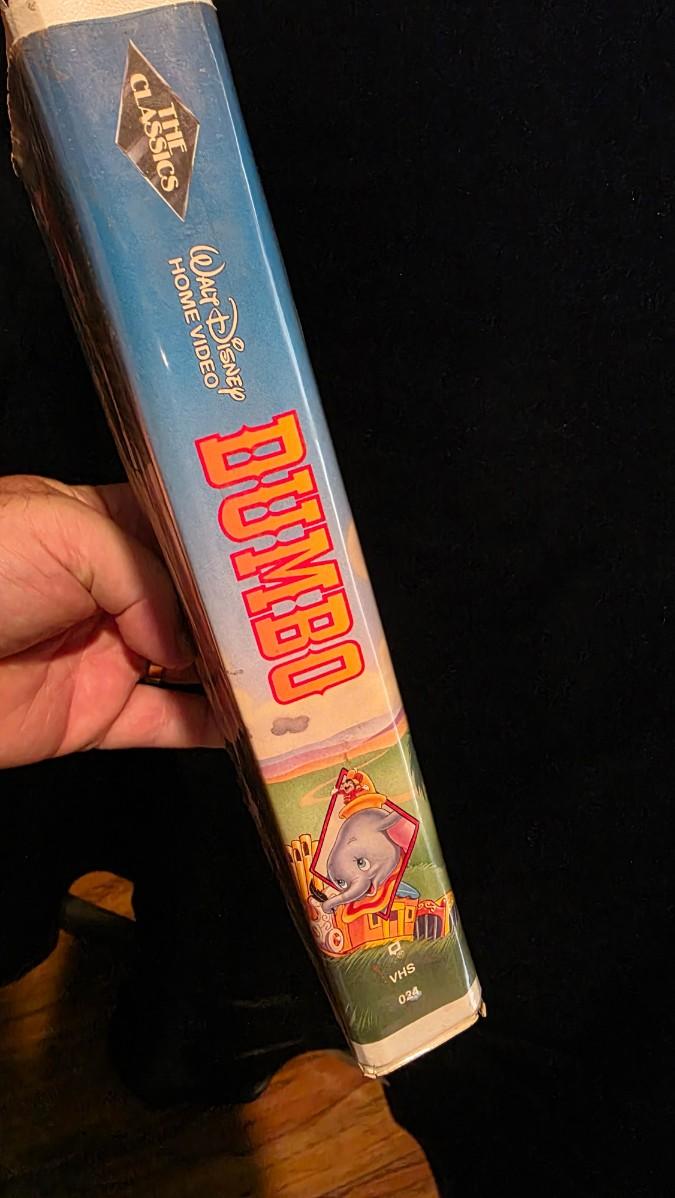 THE
CLASSICS
WALT DISNEY
HOME VIDEO
DUMBO
VHS
024